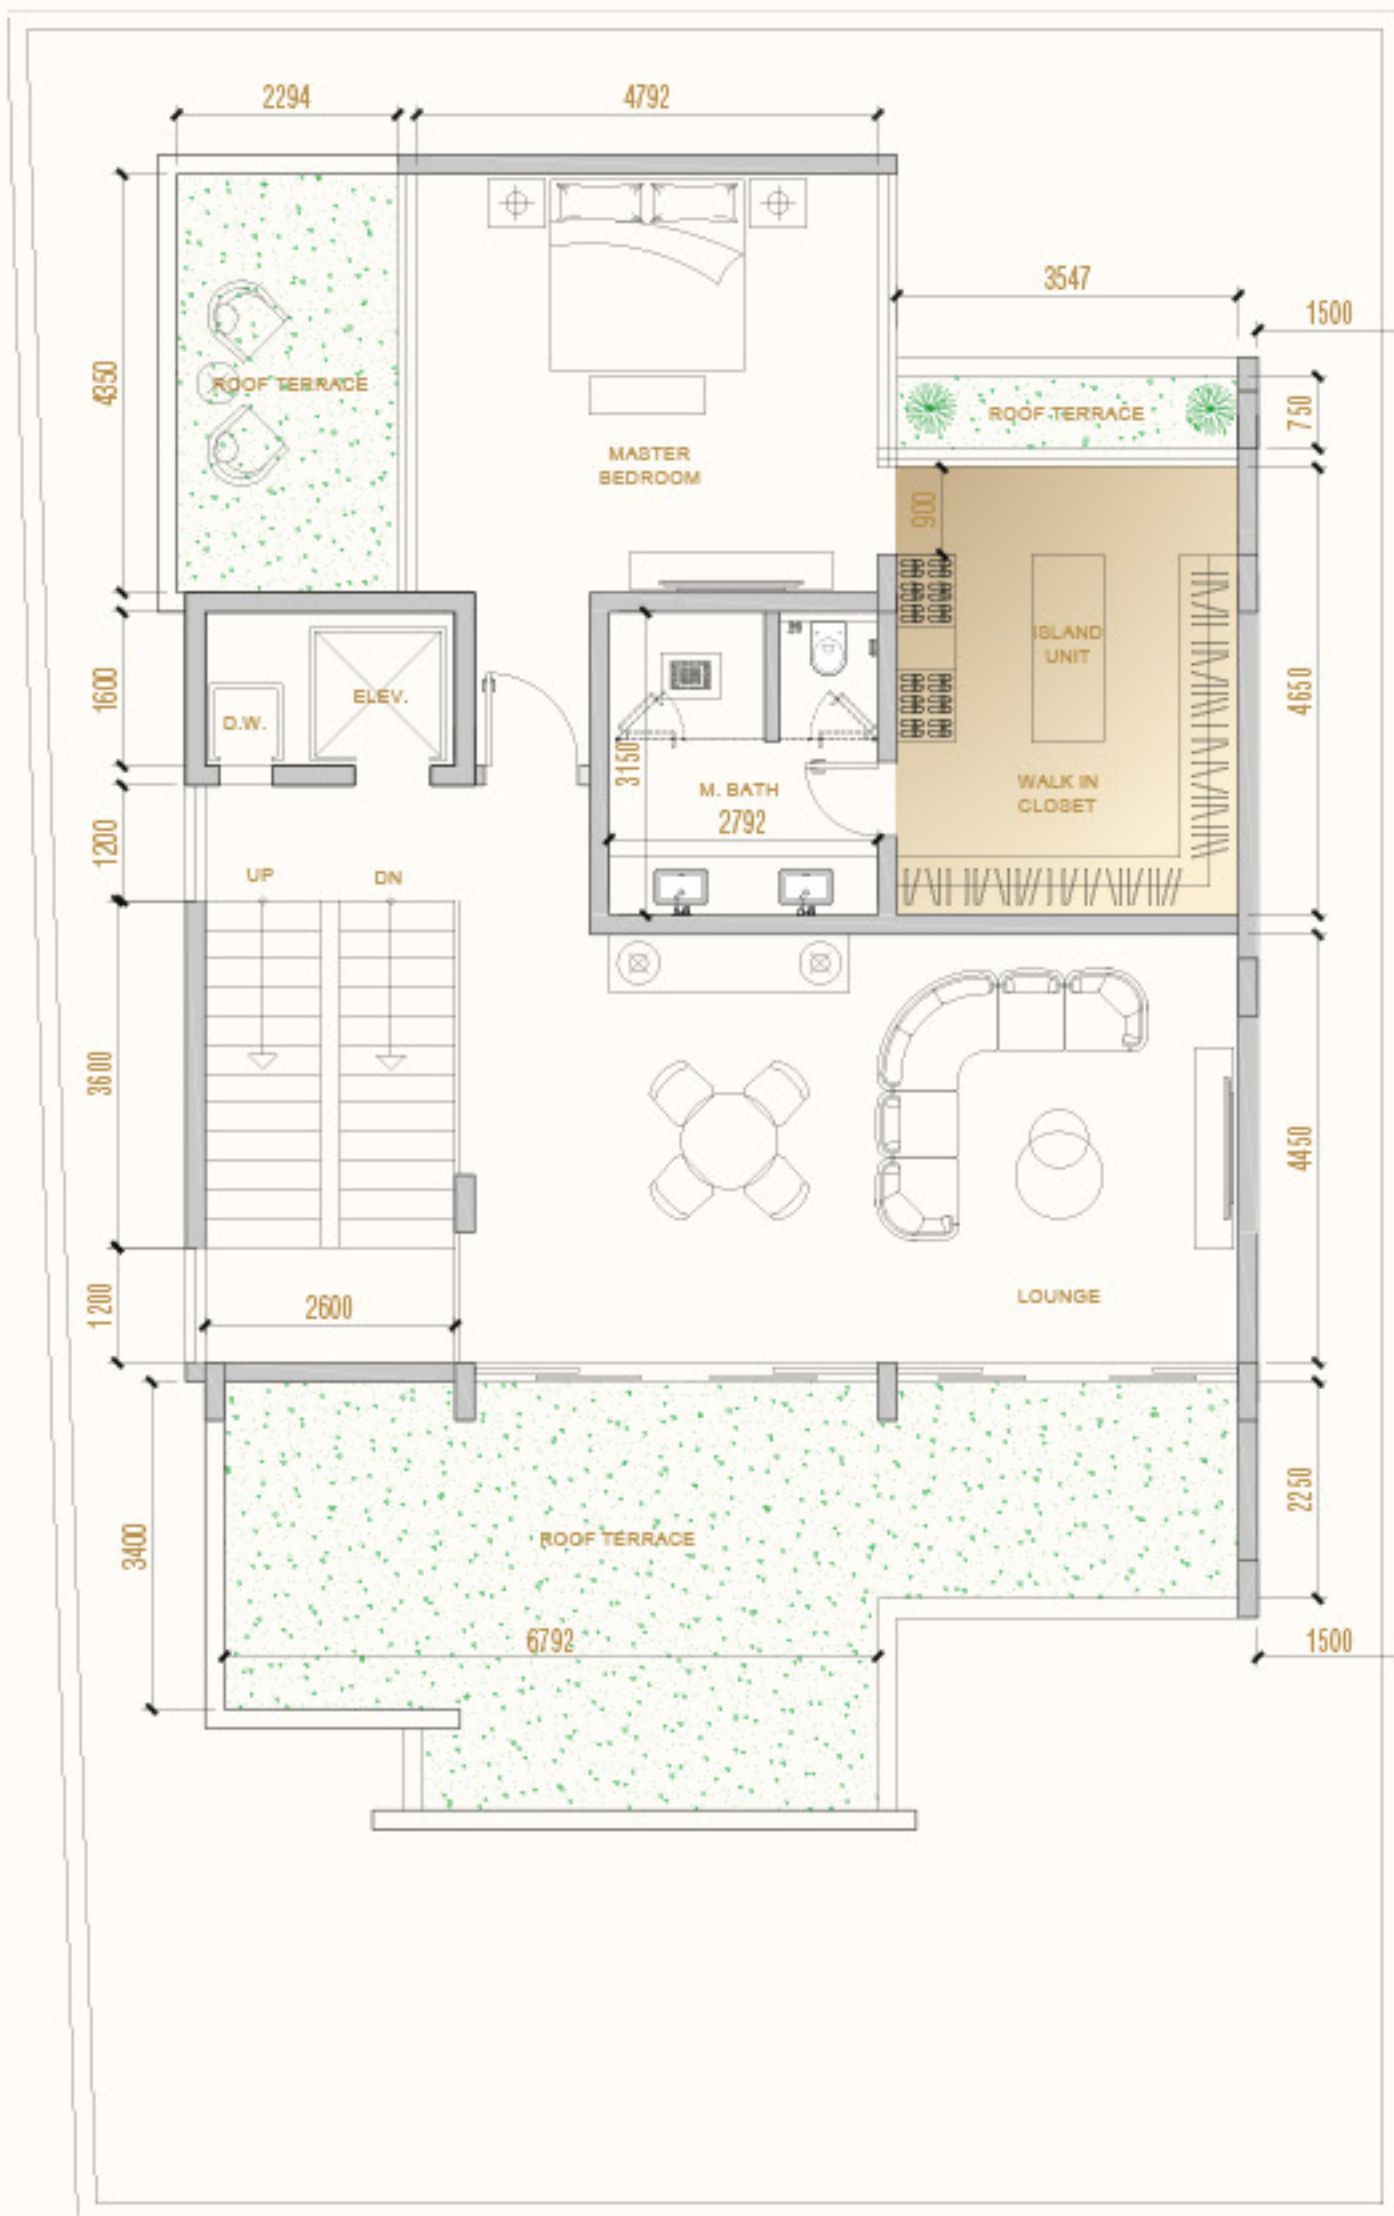 2294
4792
3547
1500
4350
ROOF TERRACE
ROOF TERRACE
750
MASTER
BEDROOM
900
ISLAND
UNIT
1600
ELEV.
D.W.
4650
3150
M. BATH
2792
WALK IN
CLOSET
1200
UP
DN
3600
4450
LOUNGE
1200
2600
2250
3400
ROOF TERRACE
6792
1500